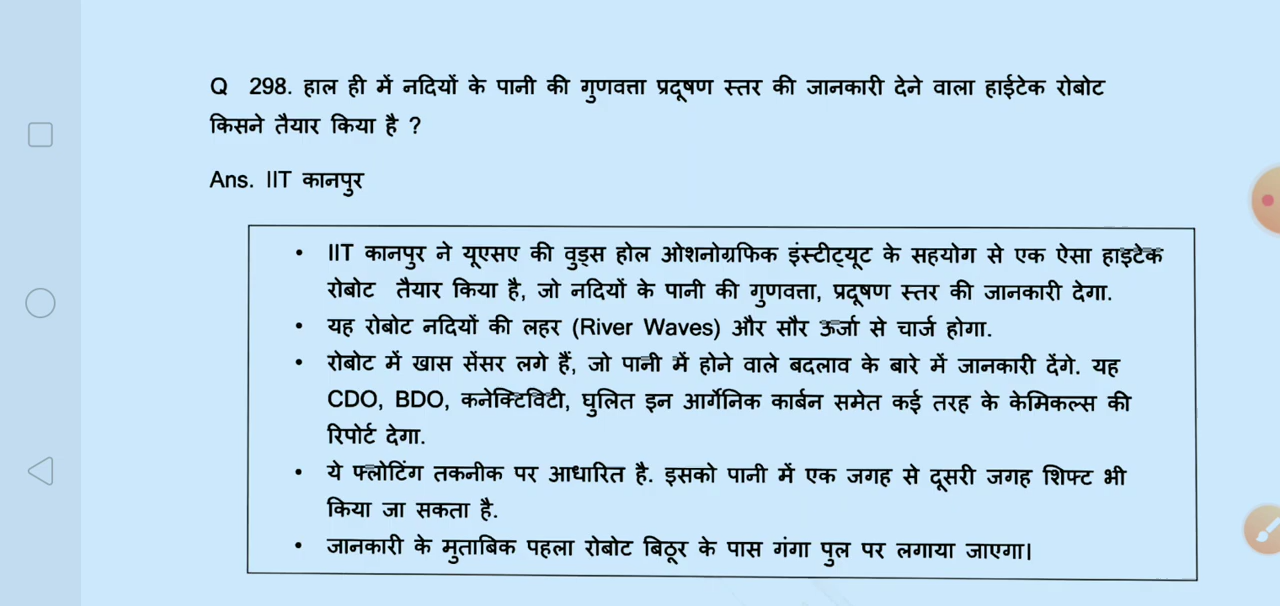 Q 298. हाल ही में नदियों के पानी की गुणवत्ता प्रदूषण स्तर की जानकारी देने वाला हाईटेक रोबोट
किसने तैयार किया है ?
Ans. IIT कानपुर
• IIT कानपुर ने यूएसए की वुड्स होल ओशनोग्रफिक इंस्टीट्यूट के सहयोग से एक ऐसा हाइटेक
रोबोट तैयार किया है, जो नदियों के पानी की गुणवत्ता, प्रदूषण स्तर की जानकारी देगा.
• यह रोबोट नदियों की लहर (River Waves) और सौर ऊर्जा से चार्ज होगा.
• रोबोट में खास सेंसर लगे हैं, जो पानी में होने वाले बदलाव के बारे में जानकारी देंगे. यह
CDO, BDO, कनेक्टिविटी, घुलित इन आर्गेनिक कार्बन समेत कई तरह के केमिकल्स की
रिपोर्ट देगा.
• ये फ्लोटिंग तकनीक पर आधारित है. इसको पानी में एक जगह से दूसरी जगह शिफ्ट भी
किया जा सकता है.
• जानकारी के मुताबिक पहला रोबोट बिठूर के पास गंगा पुल पर लगाया जाएगा।